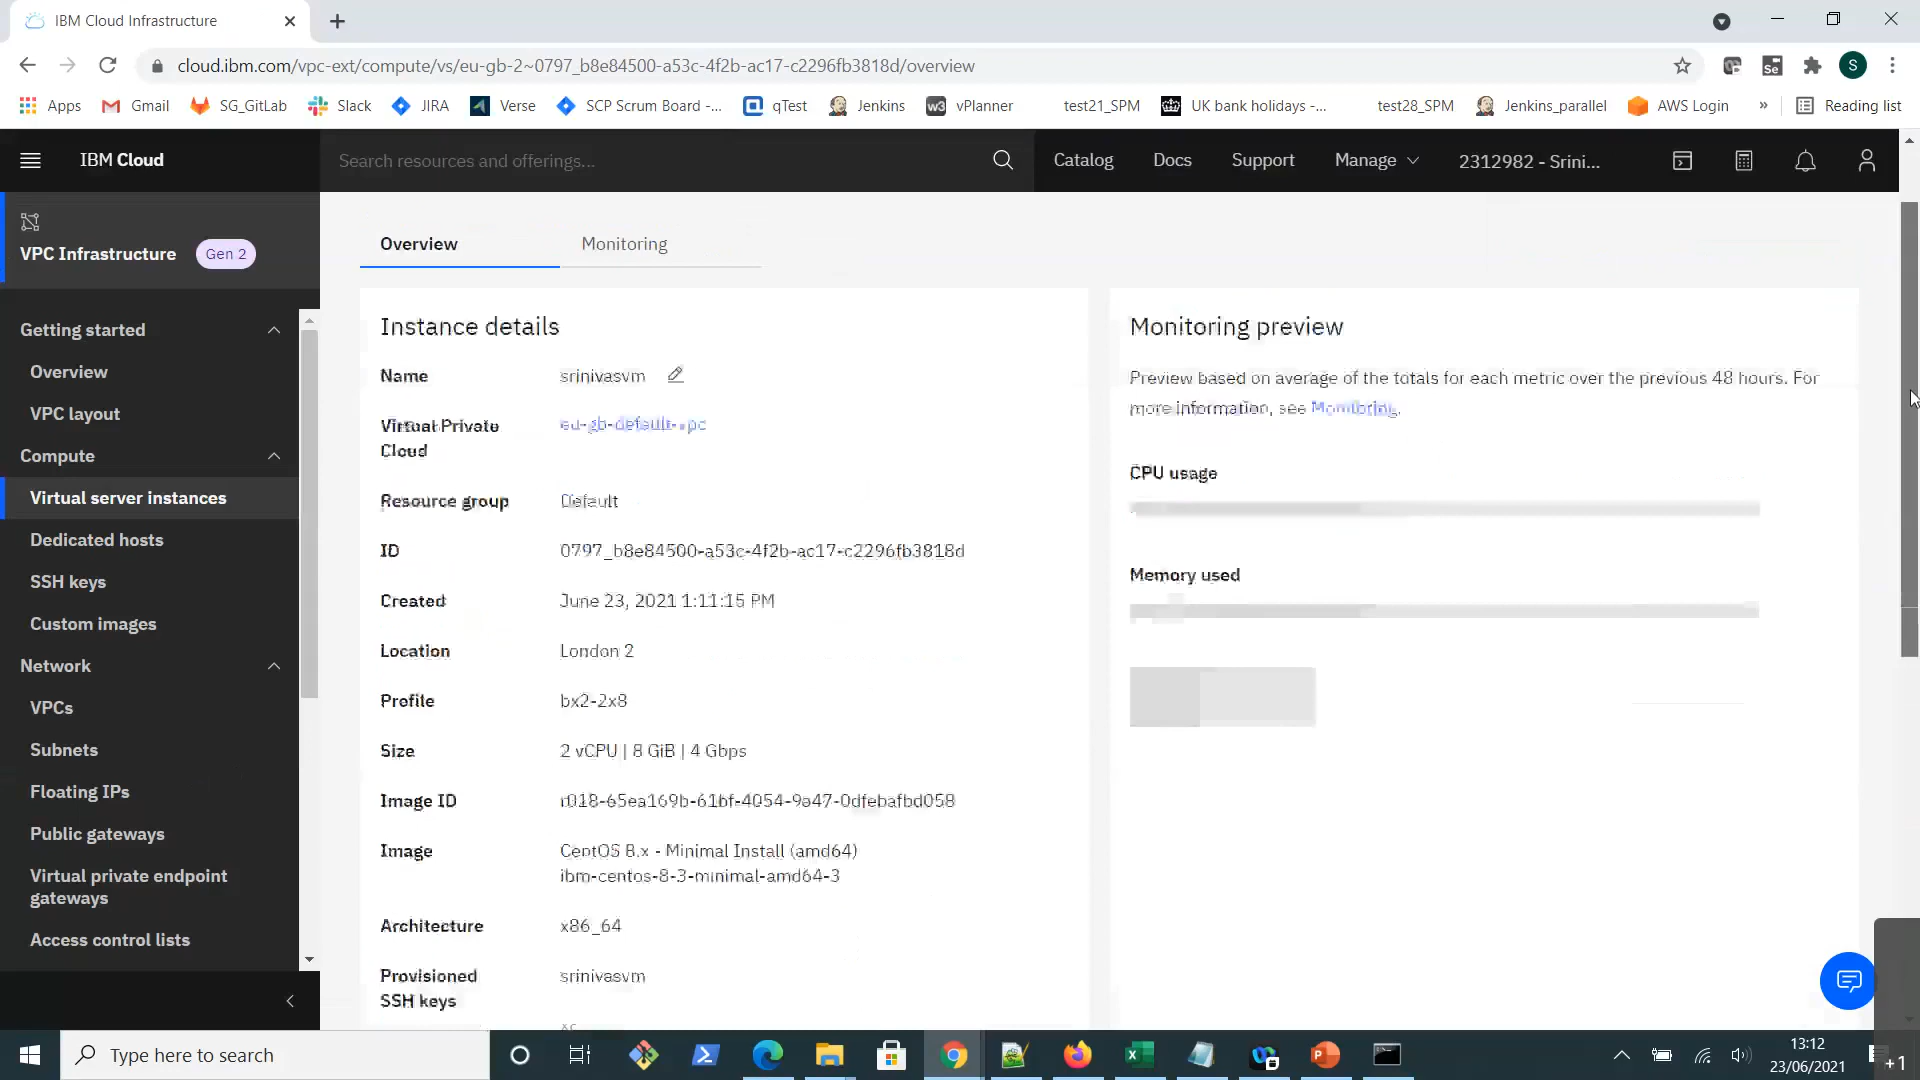 IBM Cloud Infrastructure
cloud.ibm.com/vpc-ext/compute/vs/eu-gb-2~0797_b8e84500-a53c-4f2b-ac17-c2296fb3818d/overview
Se
S
Apps Gmail SG_GitLab Slack JIRA Verse SCP Scrum Board -... qTest Jenkins w3 vPlanner test21_SPM UK bank holidays -... test28_SPM Jenkins_parallel AWS Login » Reading list
IBM Cloud
Search resources and offerings...
Catalog Docs Support Manage 2312982 - Srini...
VPC Infrastructure Gen 2
Getting started
Overview
VPC layout
Compute
Virtual server instances
Dedicated hosts
SSH keys
Custom images
Network
VPCs
Subnets
Floating IPs
Public gateways
Virtual private endpoint
gateways
Access control lists
Overview Monitoring
Instance details
Name srinivasvm
Virtual Private eu-gb-default-vpc
Cloud
Resource group Default
ID 0797_b8e84500-a53c-4f2b-ac17-c2296fb3818d
Created June 23, 2021 1:11:15 PM
Location London 2
Profile bx2-2x8
Size 2 vCPU | 8 GiB | 4 Gbps
Image ID r018-65ea169b-61bf-4054-9a47-0dfebafbd058
Image CentOS 8.x - Minimal Install (amd64)
ibm-centos-8-3-minimal-amd64-3
Architecture x86_64
Provisioned srinivasvm
SSH keys
Monitoring preview
Preview based on average of the totals for each metric over the previous 48 hours. For
more information, see Monitoring.
CPU usage
Memory used
Type here to search
13:12
23/06/2021
+1